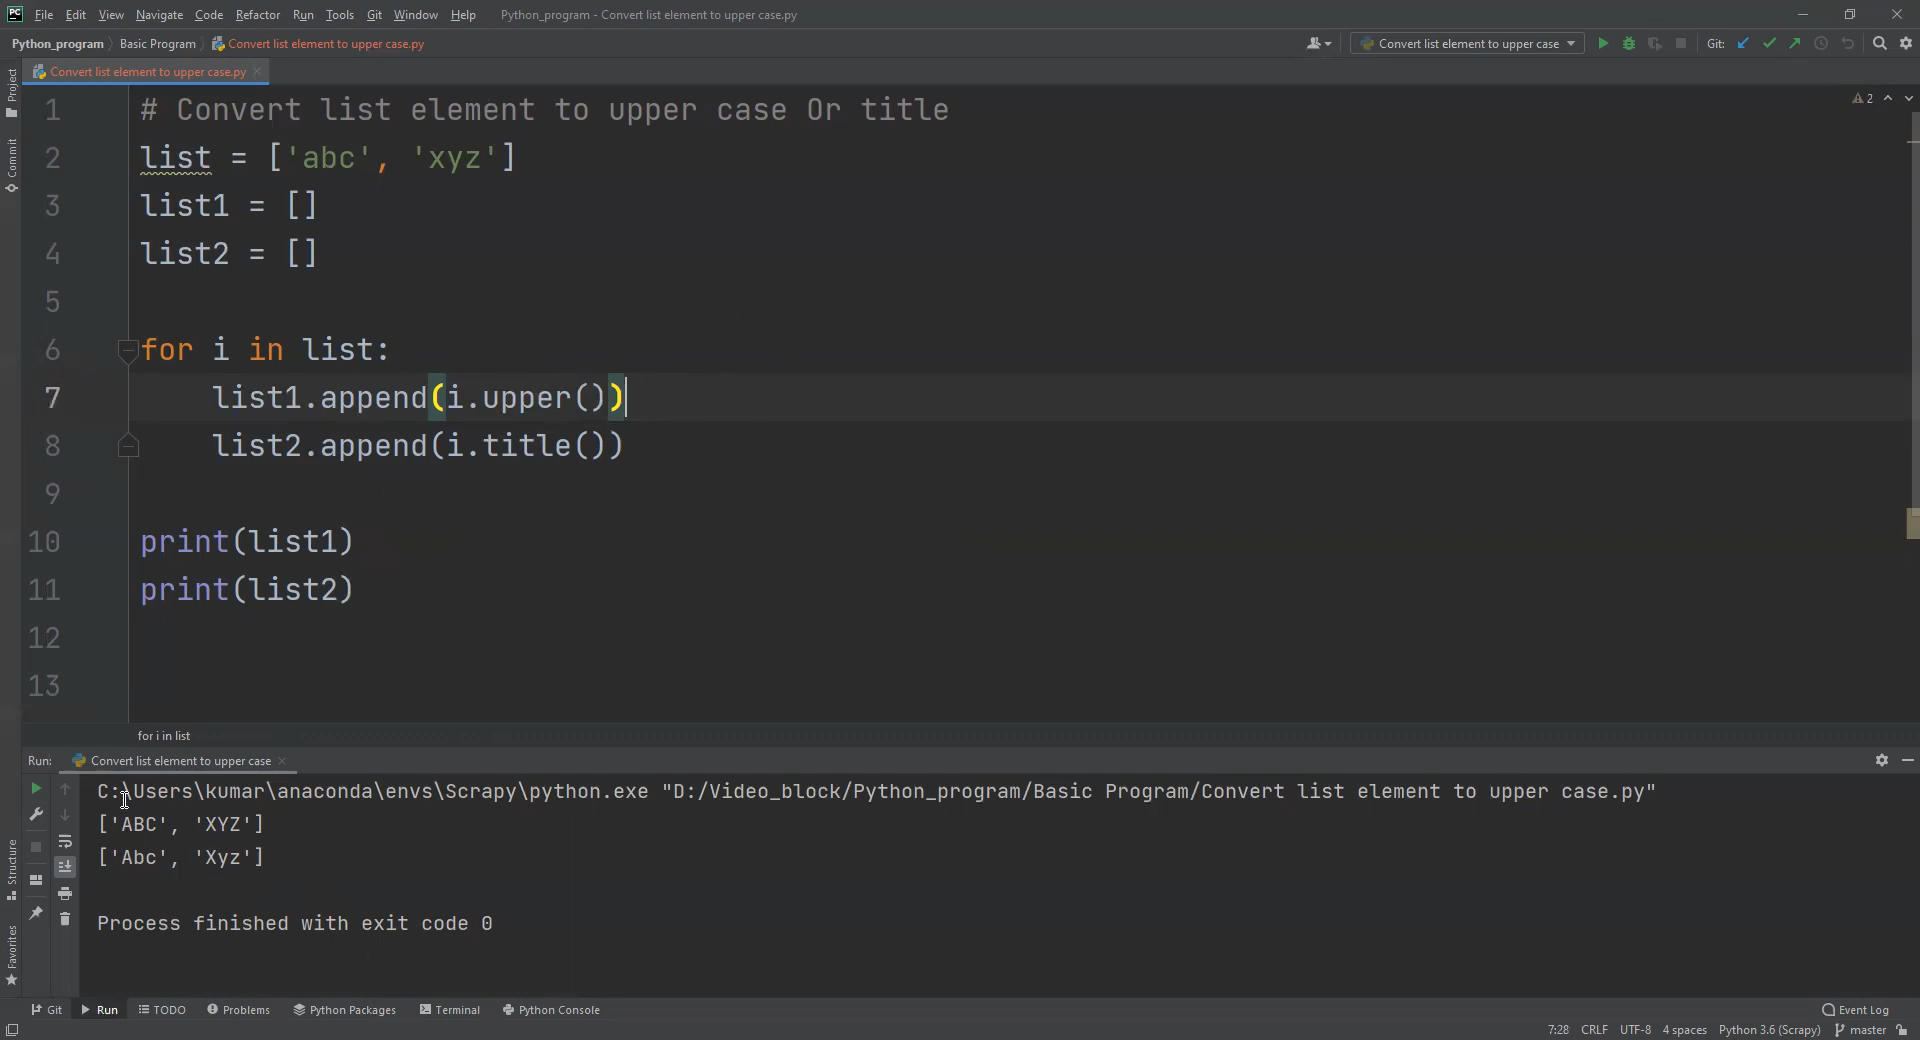 PC File Edit View Navigate Code Refactor Run Tools Git Window Help Python_program - Convert list element to upper case.py
Python_program Basic Program Convert list element to upper case.py Convert list element to upper case Git:
Convert list element to upper case.py
Project
Commit
Structure
Favorites
1 # Convert list element to upper case Or title
2
2 list = ['abc', 'xyz']
3 list1 = []
4 list2 = []
5
6 for i in list:
7 list1.append(i.upper())
8 list2.append(i.title())
9
10 print(list1)
11 print(list2)
12
13
for i in list
Run: Convert list element to upper case
C:\Users\kumar\anaconda\envs\Scrapy\python.exe "D:/Video_block/Python_program/Basic Program/Convert list element to upper case.py"
['ABC', 'XYZ']
['Abc', 'Xyz']
Process finished with exit code 0
Git Run TODO Problems Python Packages Terminal Python Console Event Log
7:28 CRLF UTF-8 4 spaces Python 3.6 (Scrapy) master